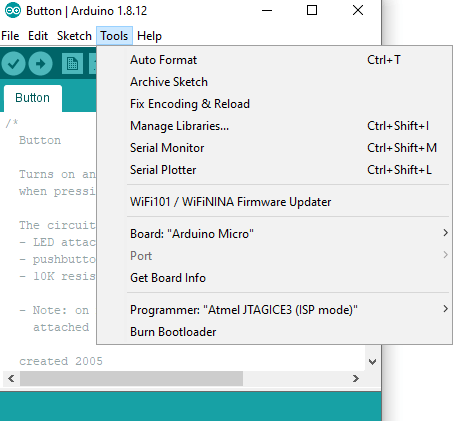 Button | Arduino 1.8.12
File Edit Sketch Tools Help
Button
Auto Format Ctrl+T
Archive Sketch
Fix Encoding & Reload
Manage Libraries... Ctrl+Shift+I
Serial Monitor Ctrl+Shift+M
Serial Plotter Ctrl+Shift+L
WiFi101 / WiFiNINA Firmware Updater
Board: "Arduino Micro"
Port
Get Board Info
Programmer: "Atmel JTAGICE3 (ISP mode)"
Burn Bootloader
/*
Button
Turns on an
when pressi
The circuit
- LED attac
- pushbutto
- 10K resis
- Note: on
attached
created 2005